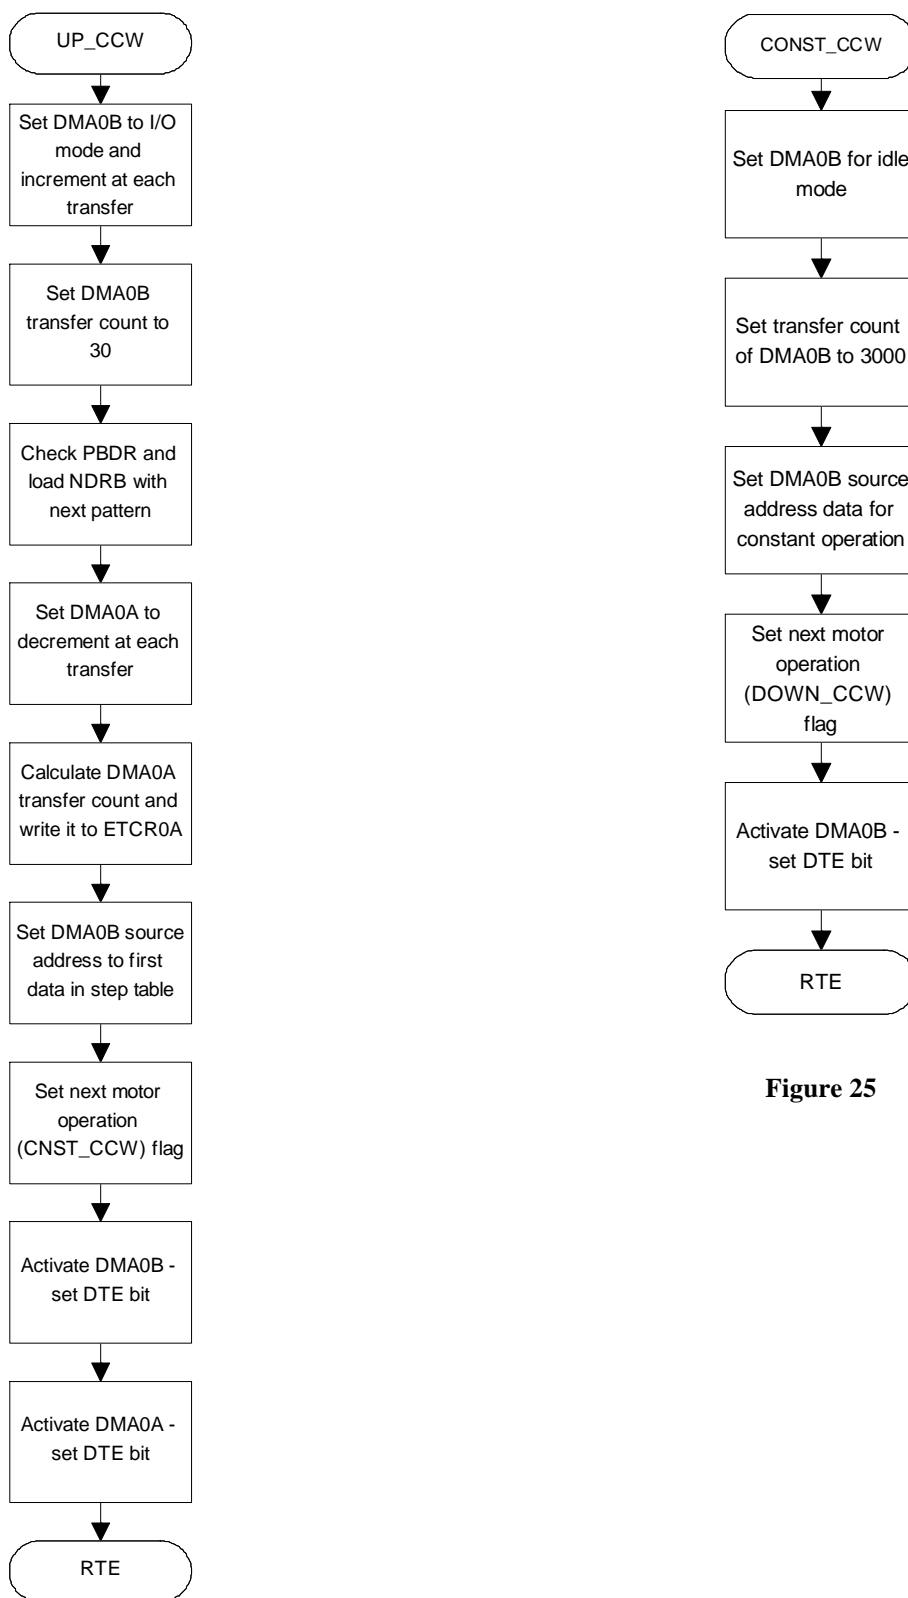 UP_CCW
Set DMA0B to I/O
mode and
increment at each
transfer
Set DMA0B
transfer count to
30
Check PBDR and
load NDRB with
next pattern
Set DMA0A to
decrement at each
transfer
Calculate DMA0A
transfer count and
write it to ETCR0A
Set DMA0B source
address to first
data in step table
Set next motor
operation
(CNST_CCW) flag
Activate DMA0B -
set DTE bit
Activate DMA0A -
set DTE bit
RTE
CONST_CCW
Set DMA0B for idle
mode
Set transfer count
of DMA0B to 3000
Set DMA0B source
address data for
constant operation
Set next motor
operation
(DOWN_CCW)
flag
Activate DMA0B -
set DTE bit
RTE
Figure 25